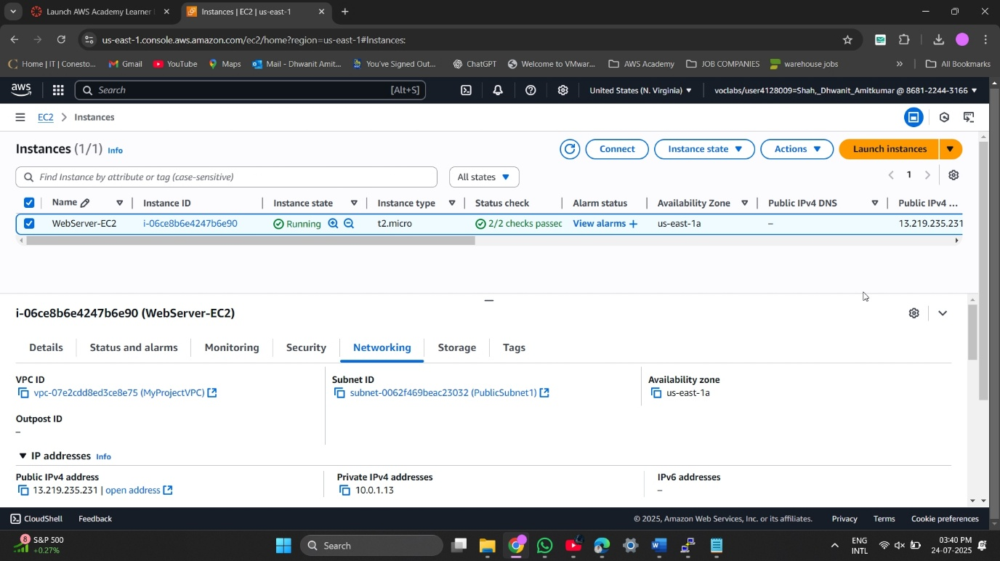 Launch AWS Academy Learner
Instances | EC2 | us-east-1
us-east-1.console.aws.amazon.com/ec2/home?region=us-east-1#Instances:
Home | IT | Conesto...
Gmail
YouTube
Maps
Mail - Dhwanit Amit...
You've Signed Out...
ChatGPT
Welcome to VMwar...
AWS Academy
JOB COMPANIES
warehouse jobs
All Bookmarks
aws
Search
[Alt+S]
United States (N. Virginia)
voclabs/user4128009=Shah,_Dhwanit_Amitkumar @ 8681-2244-3166
EC2 > Instances
Instances (1/1) Info
Connect
Instance state
Actions
Launch instances
Find Instance by attribute or tag (case-sensitive)
All states
1
Name
Instance ID
Instance state
Instance type
Status check
Alarm status
Availability Zone
Public IPv4 DNS
Public IPv4 ...
WebServer-EC2
i-06ce8b6e4247b6e90
Running
t2.micro
2/2 checks passec
View alarms +
us-east-1a
–
13.219.235.231
i-06ce8b6e4247b6e90 (WebServer-EC2)
Details
Status and alarms
Monitoring
Security
Networking
Storage
Tags
VPC ID
vpc-07e2cdd8ed3ce8e75 (MyProjectVPC)
Subnet ID
subnet-0062f469beac23032 (PublicSubnet1)
Availability zone
us-east-1a
Outpost ID
–
IP addresses Info
Public IPv4 address
13.219.235.231 | open address
Private IPv4 addresses
10.0.1.13
IPv6 addresses
–
CloudShell
Feedback
© 2025, Amazon Web Services, Inc. or its affiliates.
Privacy
Terms
Cookie preferences
8
S&P 500
+0.27%
Search
ENG
INTL
03:40 PM
24-07-2025